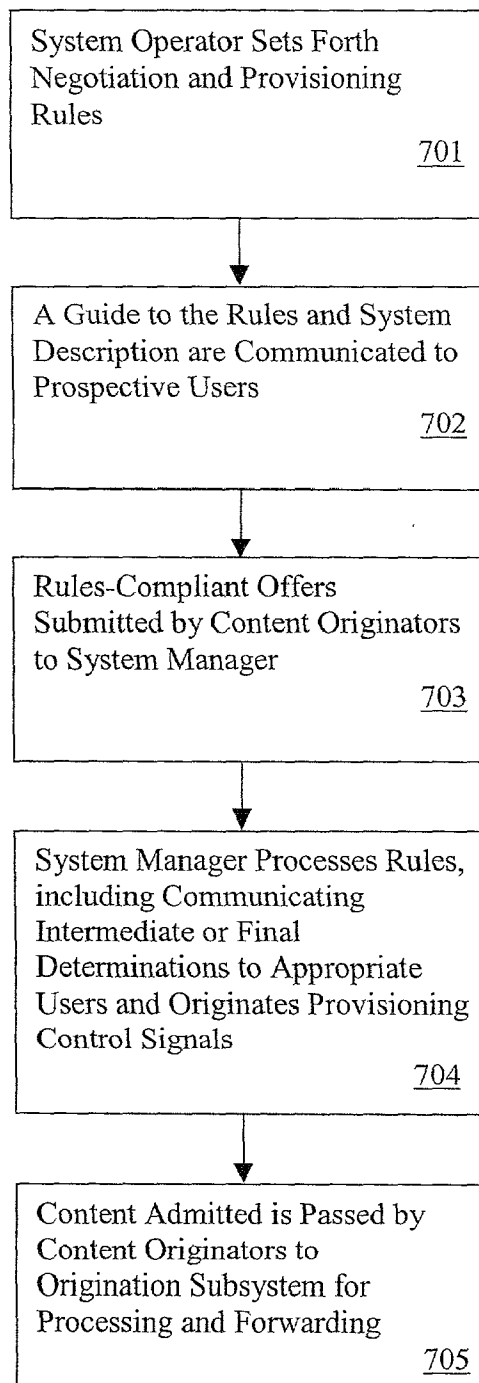 System Operator Sets Forth
Negotiation and Provisioning
Rules
701
A Guide to the Rules and System
Description are Communicated to
Prospective Users
702
Rules-Compliant Offers
Submitted by Content Originators
to System Manager
703
System Manager Processes Rules,
including Communicating
Intermediate or Final
Determinations to Appropriate
Users and Originates Provisioning
Control Signals
704
Content Admitted is Passed by
Content Originators to
Origination Subsystem for
Processing and Forwarding
705